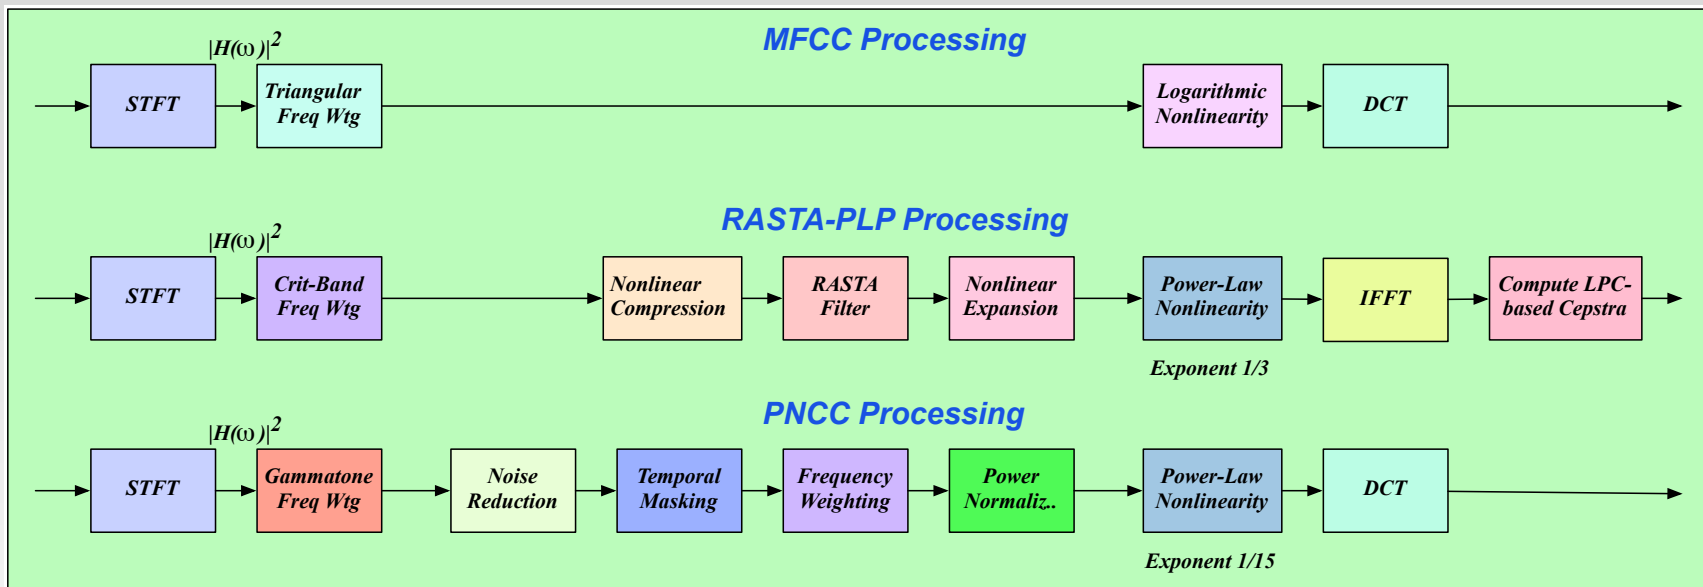 MFCC Processing
|H(ω)|²
STFT
Triangular
Freq Wtg
Logarithmic
Nonlinearity
DCT
RASTA-PLP Processing
|H(ω)|²
STFT
Crit-Band
Freq Wtg
Nonlinear
Compression
RASTA
Filter
Nonlinear
Expansion
Power-Law
Nonlinearity
IFFT
Compute LPC-
based Cepstra
Exponent 1/3
PNCC Processing
|H(ω)|²
STFT
Gammatone
Freq Wtg
Noise
Reduction
Temporal
Masking
Frequency
Weighting
Power
Normaliz..
Power-Law
Nonlinearity
DCT
Exponent 1/15